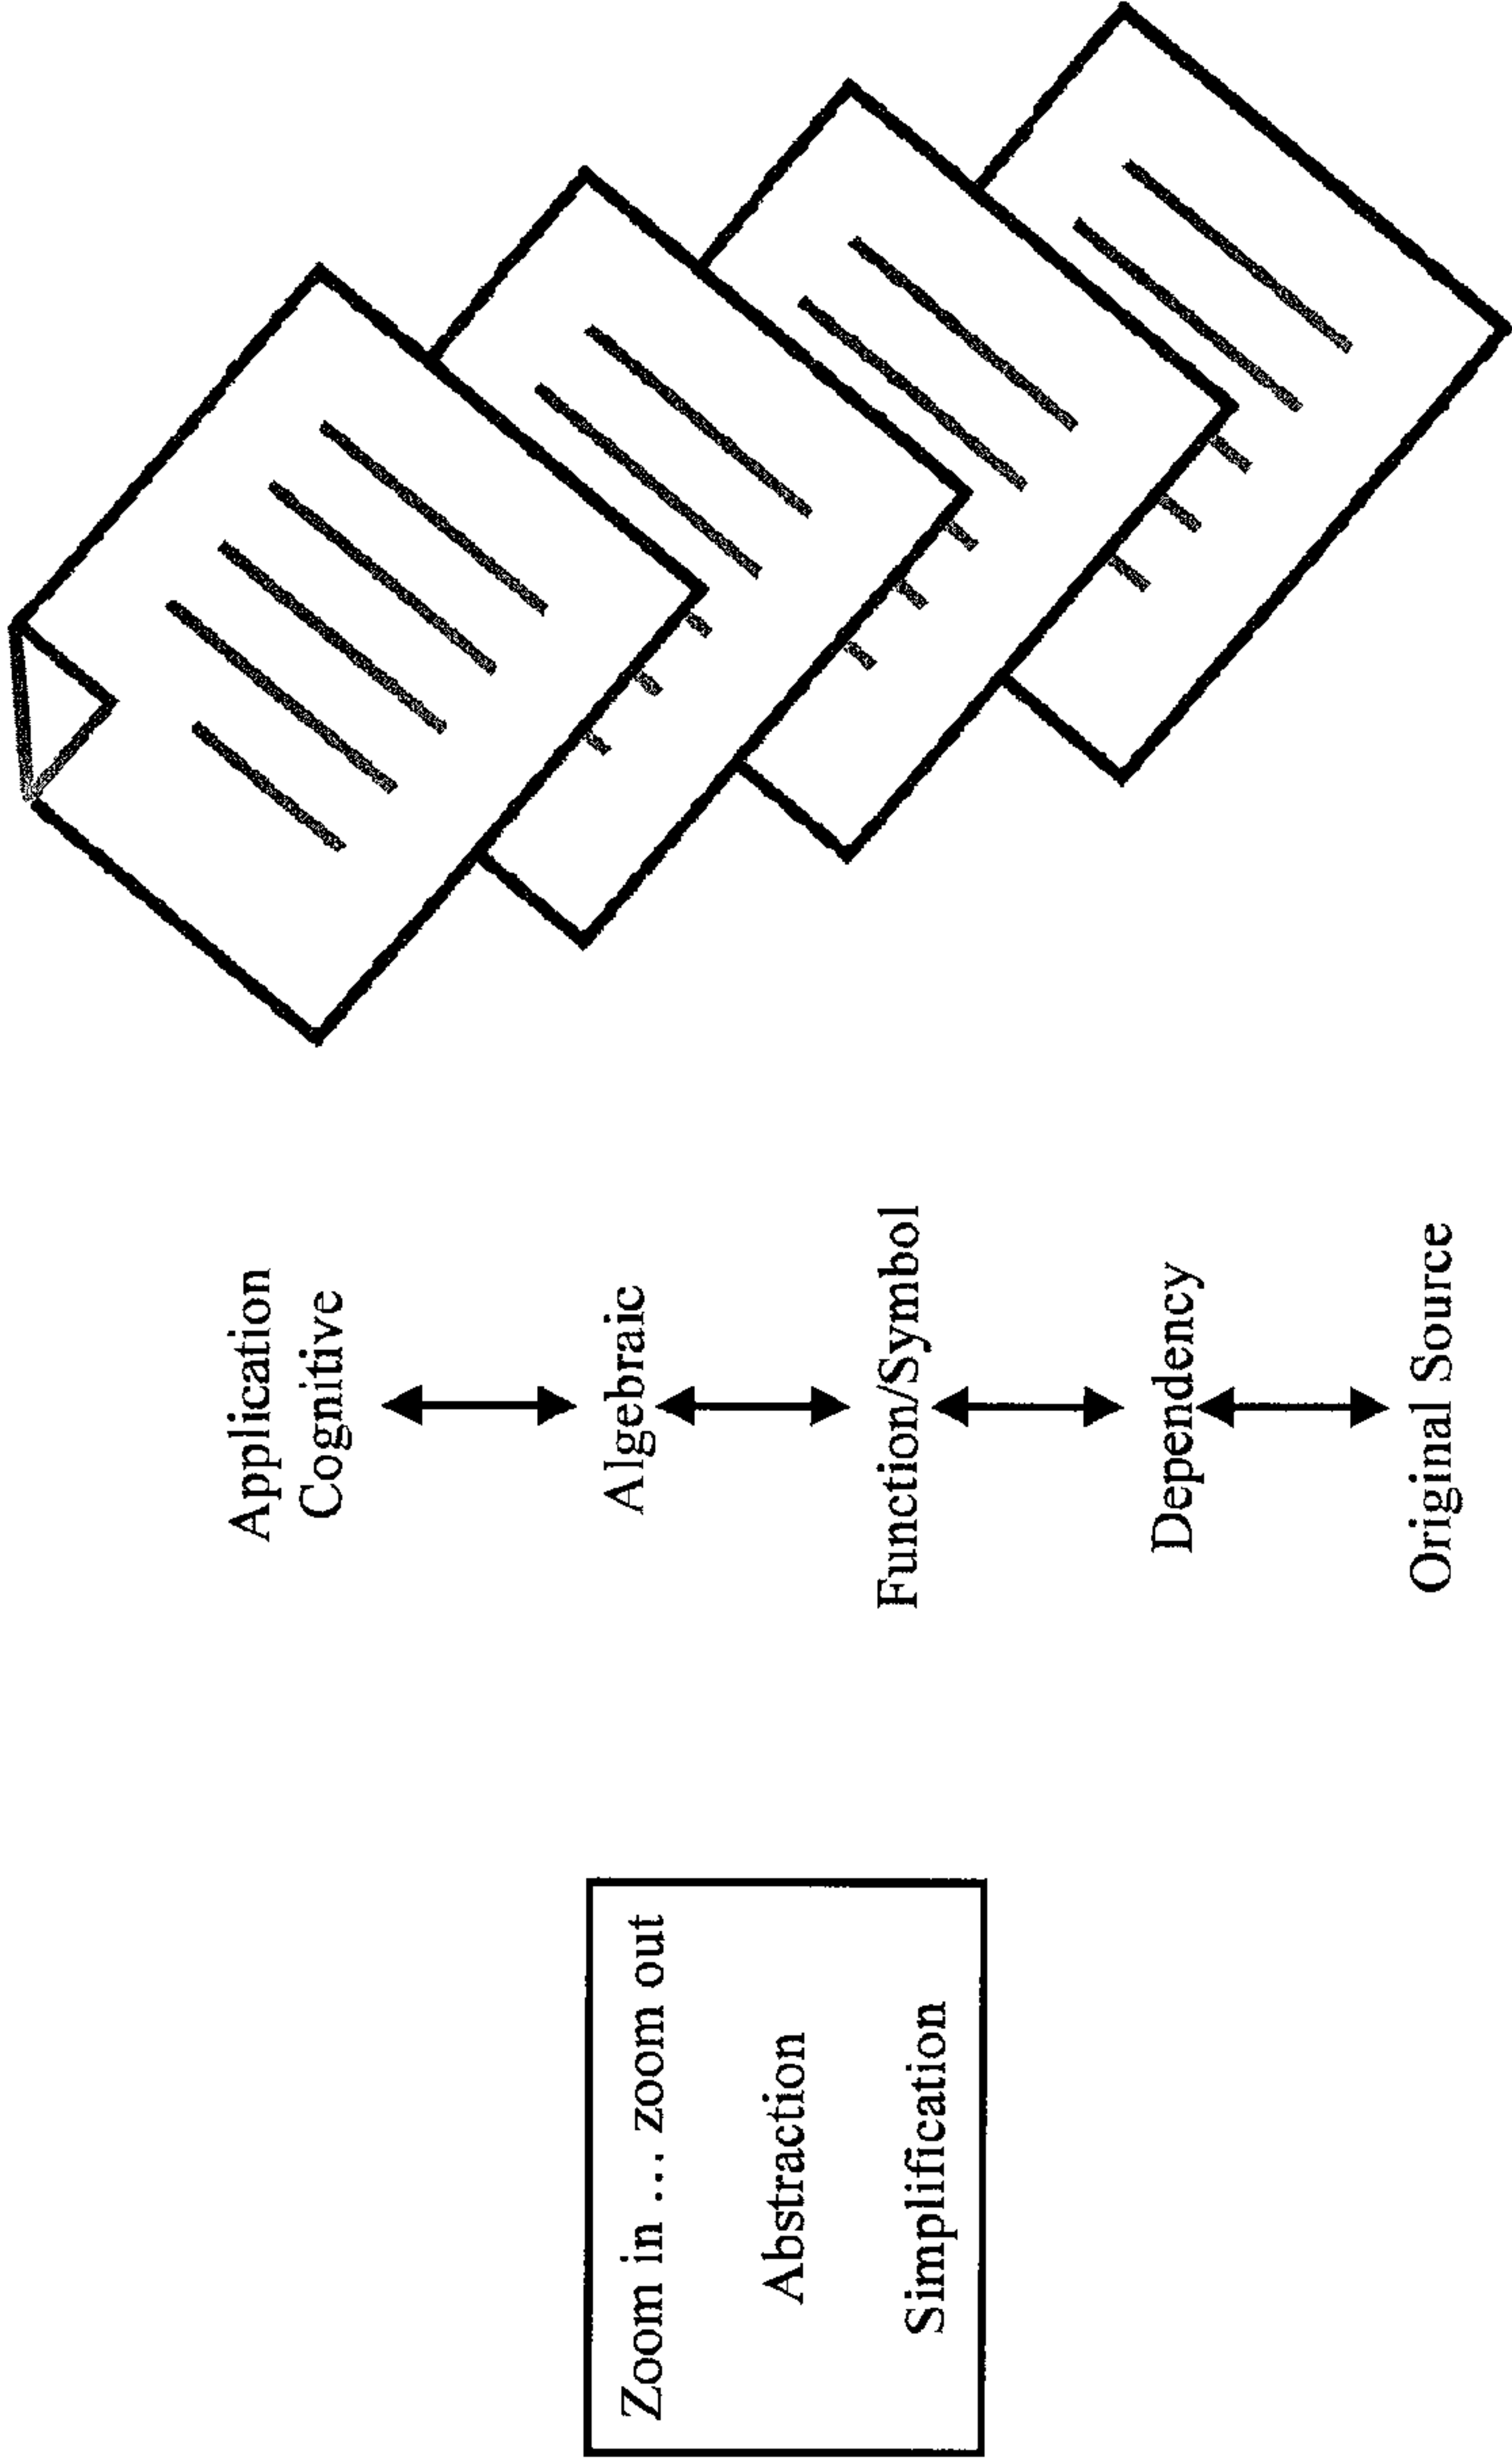 Zoom in ... zoom out
Abstraction
Simplification
Application
Cognitive
Algebraic
Function/Symbol
Dependency
Original Source